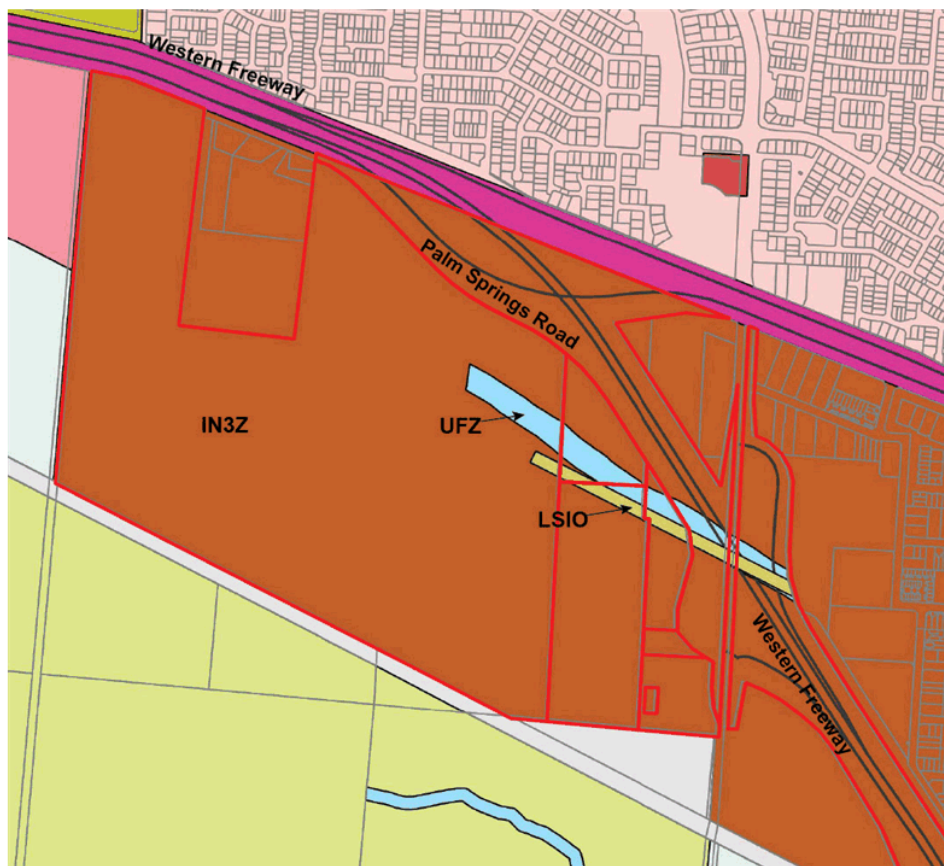 Western Freeway
Palm Springs Road
IN3Z
UFZ
LSIO
Western Freeway